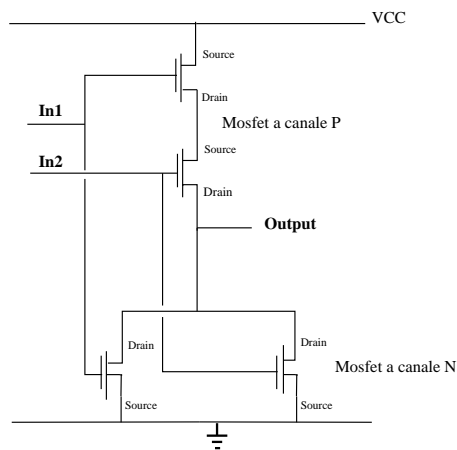 VCC
Source
Drain
In1
Mosfet a canale P
Source
In2
Drain
Output
Drain
Drain
Mosfet a canale N
Source
Source